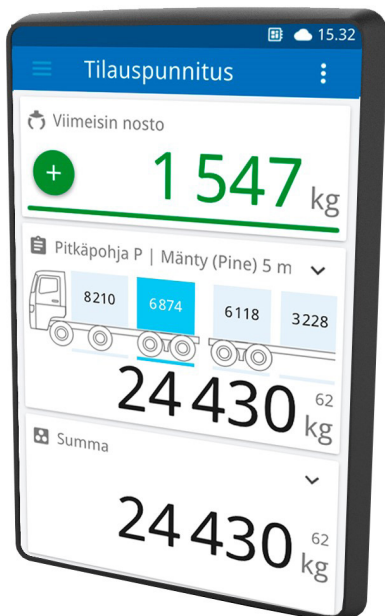 15.32
Tilauspunnitus
Viimeisin nosto
+ 1 547 kg
Pitkäpohja P | Mänty (Pine) 5 m
8210 6874 6118 3228
62
24 430 kg
Summa
62
24 430 kg